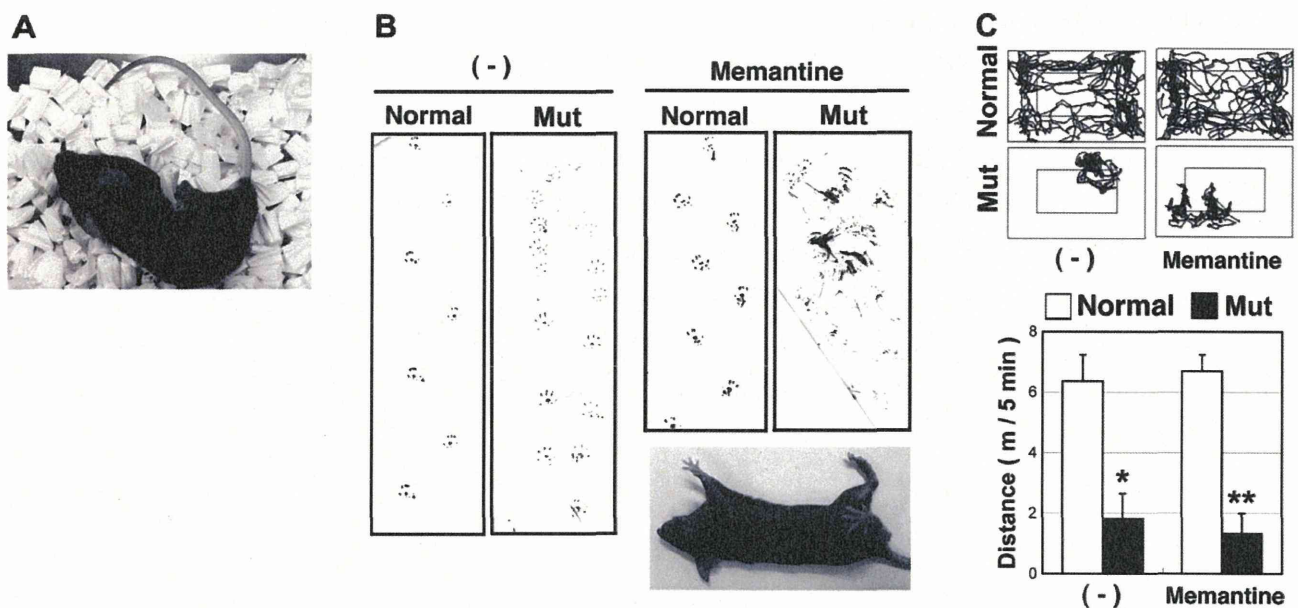 A
B
( - )
Normal
Mut
Memantine
Normal
Mut
C
Normal
Mut
( - )
Memantine
Normal
Mut
Distance ( m / 5 min )
8
6
4
2
0
*
**
( - )
Memantine